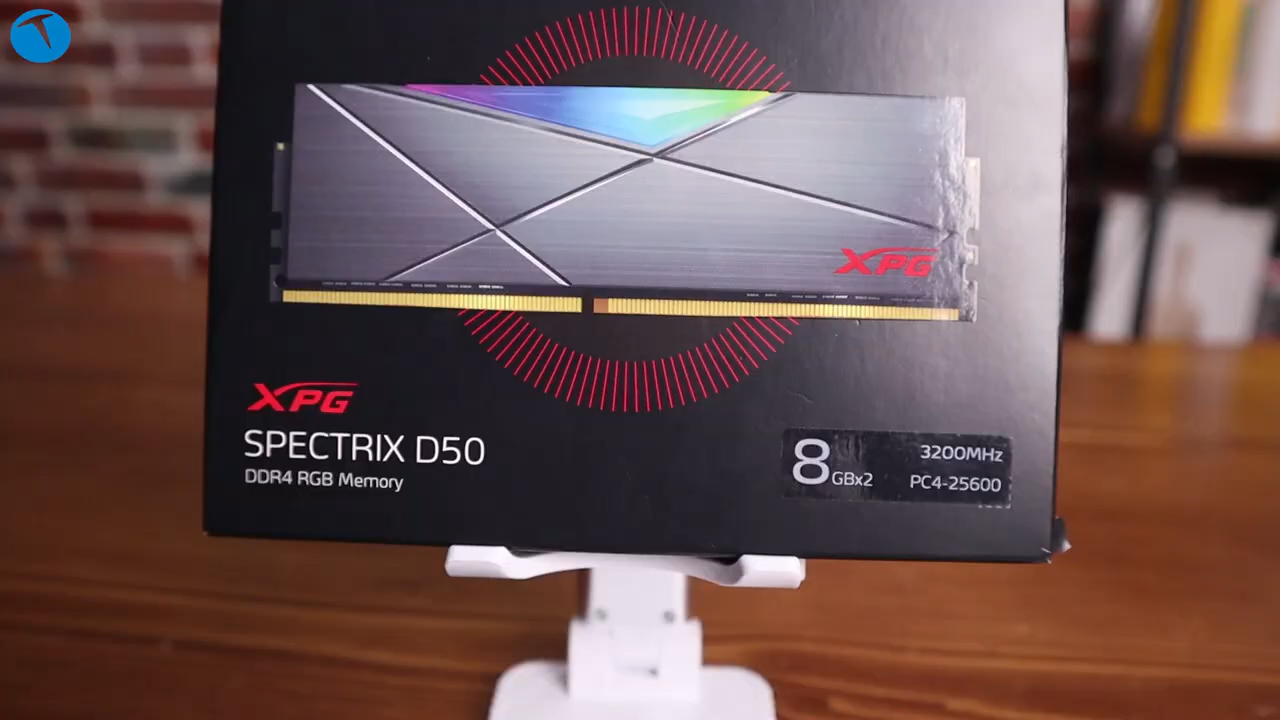 XPG
XPG
SPECTRIX D50
DDR4 RGB Memory
8GBx2
3200MHz
PC4-25600